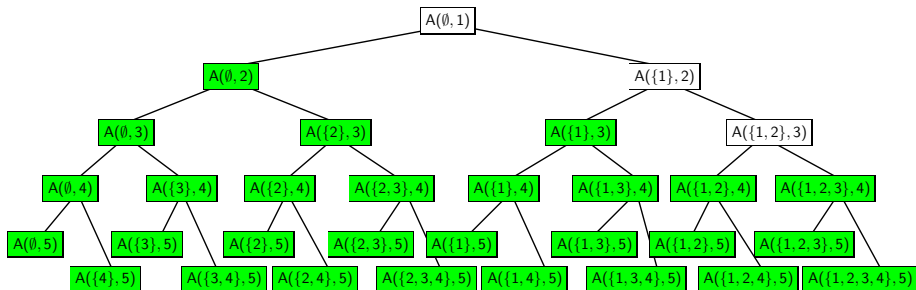 A(∅, 1)
A(∅, 2)
A({1}, 2)
A(∅, 3)
A({2}, 3)
A({1}, 3)
A({1, 2}, 3)
A(∅, 4)
A({3}, 4)
A({2}, 4)
A({2, 3}, 4)
A({1}, 4)
A({1, 3}, 4)
A({1, 2}, 4)
A({1, 2, 3}, 4)
A(∅, 5)
A({3}, 5)
A({2}, 5)
A({2, 3}, 5)
A({1}, 5)
A({1, 3}, 5)
A({1, 2}, 5)
A({1, 2, 3}, 5)
A({4}, 5)
A({3, 4}, 5)
A({2, 4}, 5)
A({2, 3, 4}, 5)
A({1, 4}, 5)
A({1, 3, 4}, 5)
A({1, 2, 4}, 5)
A({1, 2, 3, 4}, 5)